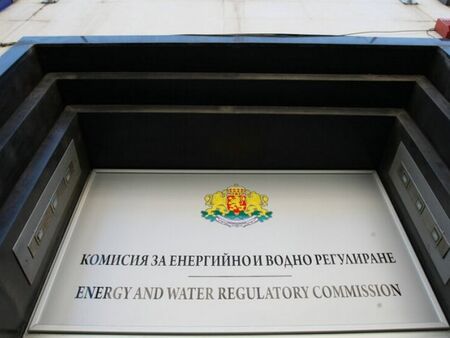 КОМИСИЯ ЗА ЕНЕРГИЙНО И ВОДНО РЕГУЛИРАНЕ
ENERGY AND WATER REGULATORY COMMISSION